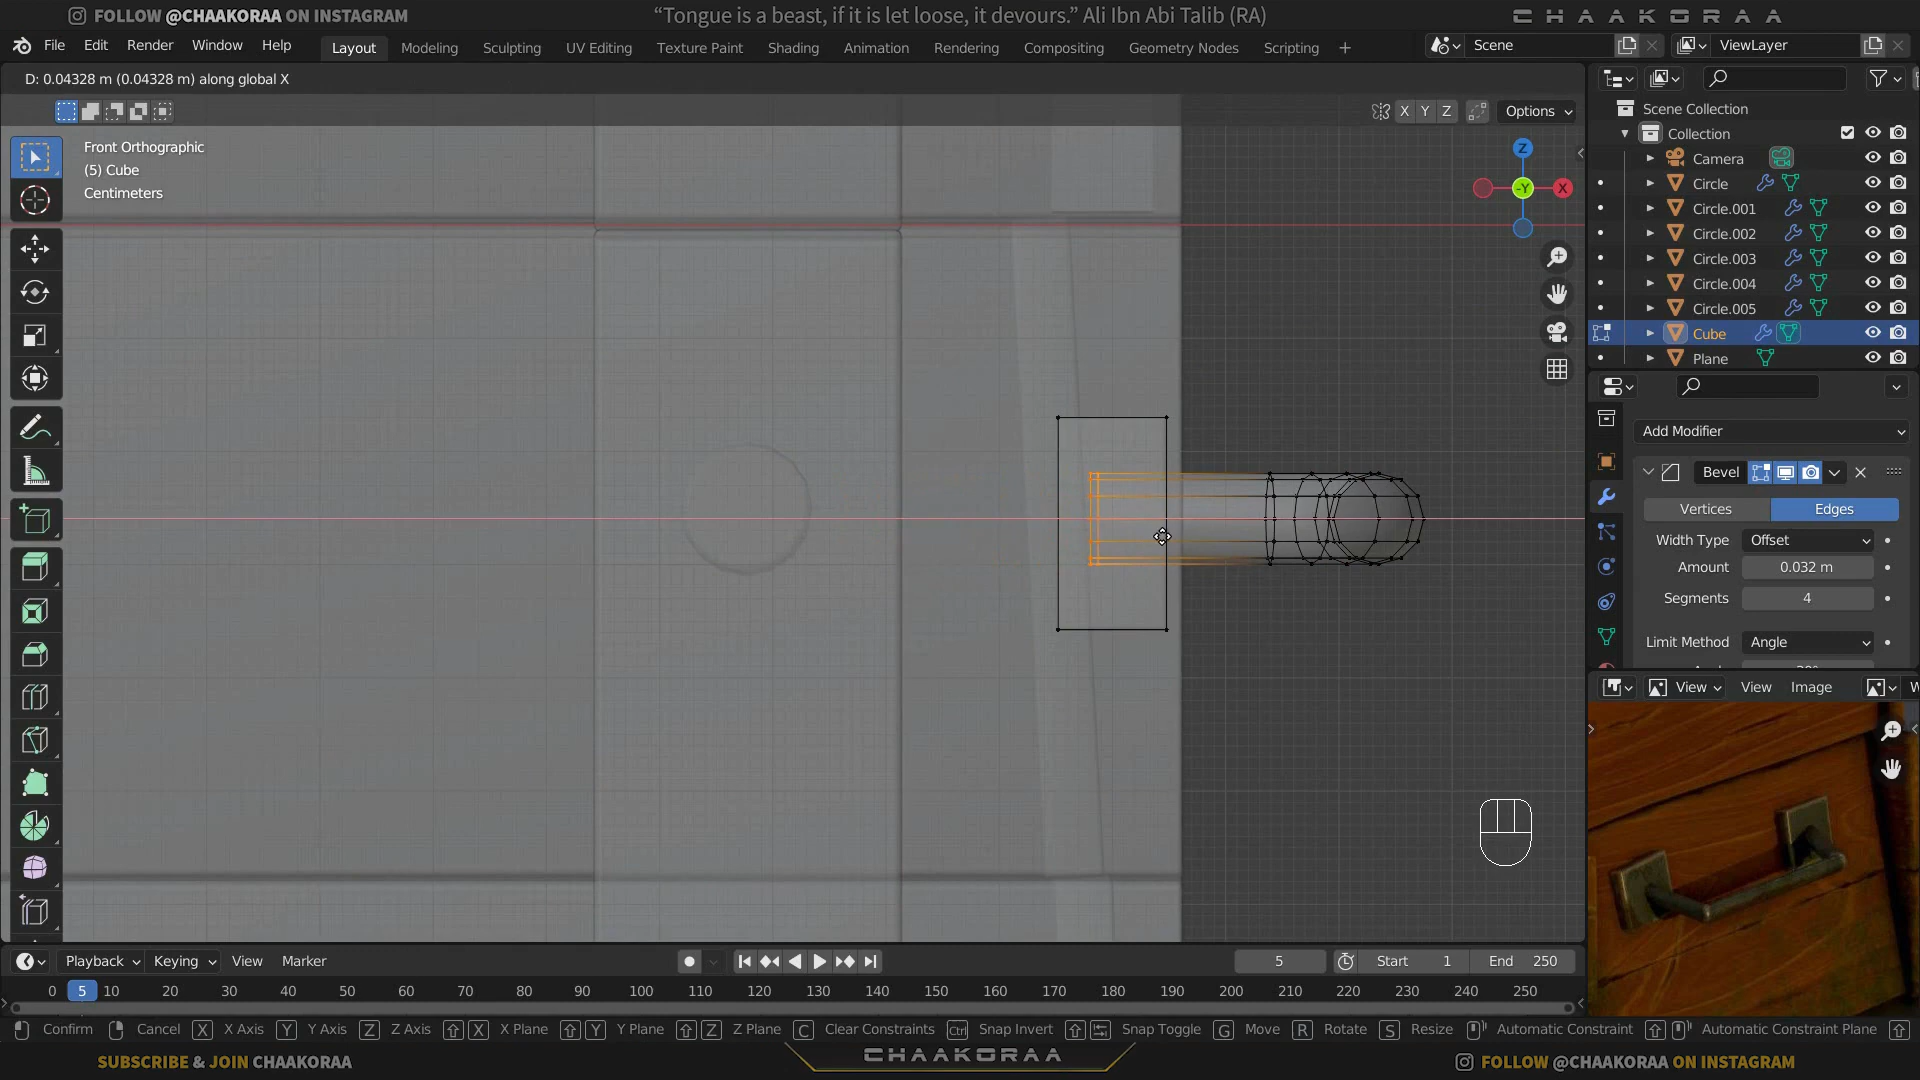 FOLLOW @CHAAKORAA ON INSTAGRAM
“Tongue is a beast, if it is let loose, it devours.” Ali Ibn Abi Talib (RA)
CHAAKORAA
File Edit Render Window Help
Layout Modeling Sculpting UV Editing Texture Paint Shading Animation Rendering Compositing Geometry Nodes Scripting +
Scene
ViewLayer
D: 0.04328 m (0.04328 m) along global X
X Y Z
Options
Front Orthographic
(5) Cube
Centimeters
Z
-Y
X
Scene Collection
Collection
Camera
Circle
Circle.001
Circle.002
Circle.003
Circle.004
Circle.005
Cube
Plane
Add Modifier
Bevel
Vertices Edges
Width Type Offset
Amount 0.032 m
Segments 4
Limit Method Angle
View View Image
Playback Keying View Marker
5
Start 1
End 250
0 5 10 20 30 40 50 60 70 80 90 100 110 120 130 140 150 160 170 180 190 200 210 220 230 240 250
Confirm Cancel X X Axis Y Y Axis Z Z Axis X X Plane Y Y Plane Z Z Plane C Clear Constraints Ctrl Snap Invert Snap Toggle G Move R Rotate S Resize Automatic Constraint Automatic Constraint Plane
SUBSCRIBE & JOIN CHAAKORAA
CHAAKORAA
FOLLOW @CHAAKORAA ON INSTAGRAM